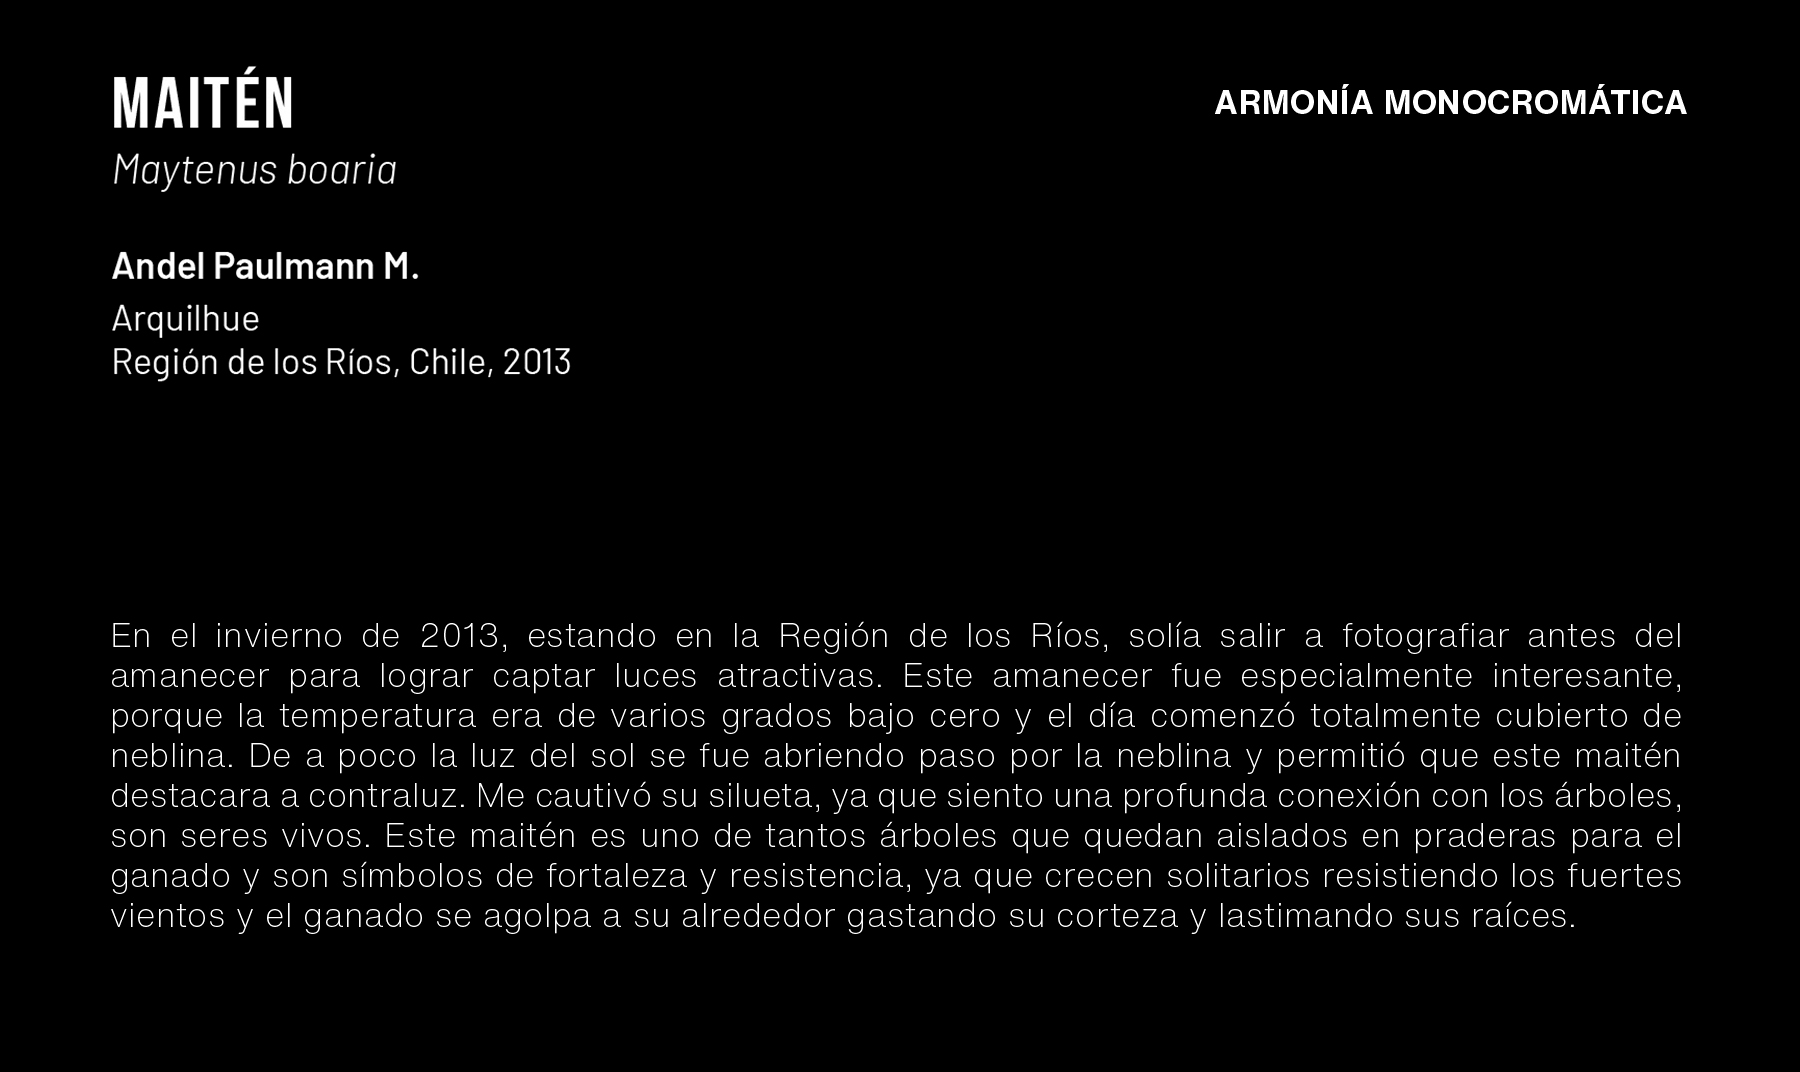 MAITÉN
ARMONÍA MONOCROMÁTICA
Maytenus boaria
Andel Paulmann M.
Arquilhue
Región de los Ríos, Chile, 2013
En el invierno de 2013, estando en la Región de los Ríos, solía salir a fotografiar antes del
amanecer para lograr captar luces atractivas. Este amanecer fue especialmente interesante,
porque la temperatura era de varios grados bajo cero y el día comenzó totalmente cubierto de
neblina. De a poco la luz del sol se fue abriendo paso por la neblina y permitió que este maitén
destacara a contraluz. Me cautivó su silueta, ya que siento una profunda conexión con los árboles,
son seres vivos. Este maitén es uno de tantos árboles que quedan aislados en praderas para el
ganado y son símbolos de fortaleza y resistencia, ya que crecen solitarios resistiendo los fuertes
vientos y el ganado se agolpa a su alrededor gastando su corteza y lastimando sus raíces.